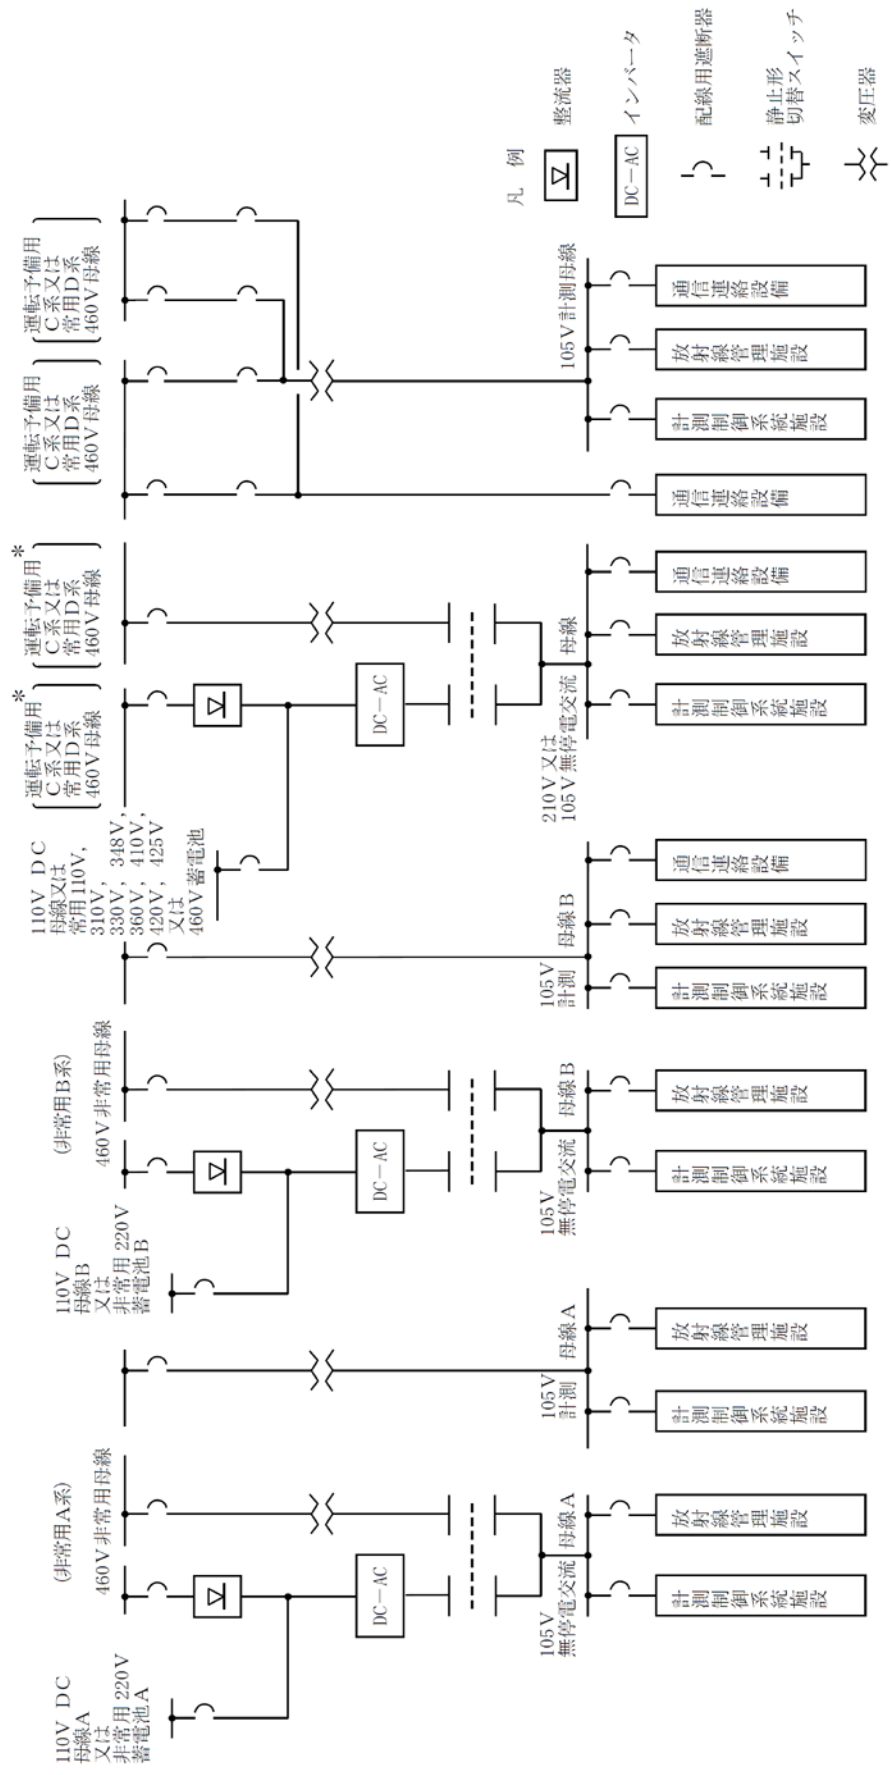 110V DC
母線A
又は
非常用220V
蓄電池A
(非常用A系)
460V非常用母線
DC－AC
105V
無停電交流 母線A
計測制御系統施設
放射線管理施設
105V
計測 母線A
計測制御系統施設
放射線管理施設
110V DC
母線B
又は
非常用220V
蓄電池B
(非常用B系)
460V非常用母線
DC－AC
105V
無停電交流 母線B
計測制御系統施設
放射線管理施設
105V
計測 母線B
計測制御系統施設
放射線管理施設
通信連絡設備
110V DC
母線又は
常用110V,
310V,
330V, 348V,
360V, 410V,
420V, 425V
又は
460V蓄電池
運転予備用
C系又は
常用D系
460V母線
*
DC－AC
運転予備用
C系又は
常用D系
460V母線
*
210V又は
105V無停電交流 母線
計測制御系統施設
放射線管理施設
通信連絡設備
運転予備用
C系又は
常用D系
460V母線
運転予備用
C系又は
常用D系
460V母線
通信連絡設備
105V計測母線
計測制御系統施設
放射線管理施設
通信連絡設備
凡 例
整流器
DC－AC
インバータ
配線用遮断器
静止形
切替スイッチ
変圧器